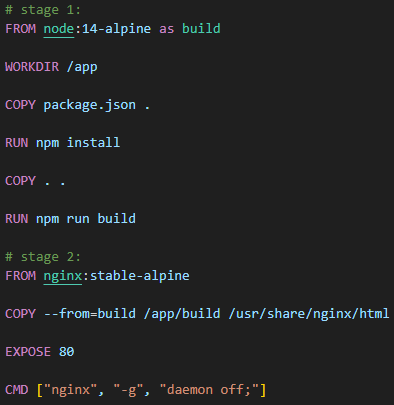 # stage 1:
FROM node:14-alpine as build
WORKDIR /app
COPY package.json .
RUN npm install
COPY . .
RUN npm run build
# stage 2:
FROM nginx:stable-alpine
COPY --from=build /app/build /usr/share/nginx/html
EXPOSE 80
CMD ["nginx", "-g", "daemon off;"]